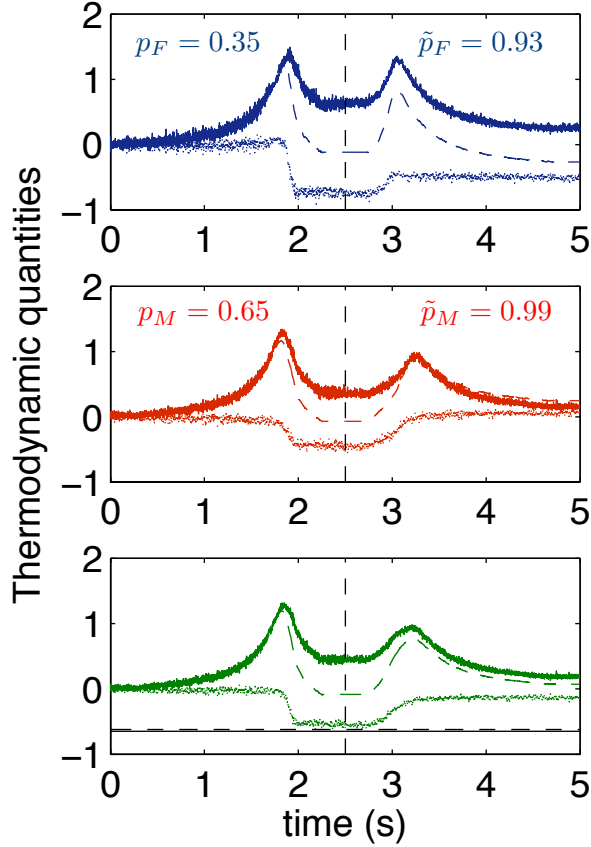 Thermodynamic quantities
p_F = 0.35 p̃_F = 0.93
2
1
0
−1
0 1 2 3 4 5
p_M = 0.65 p̃_M = 0.99
2
1
0
−1
0 1 2 3 4 5
2
1
0
−1
0 1 2 3 4 5
time (s)